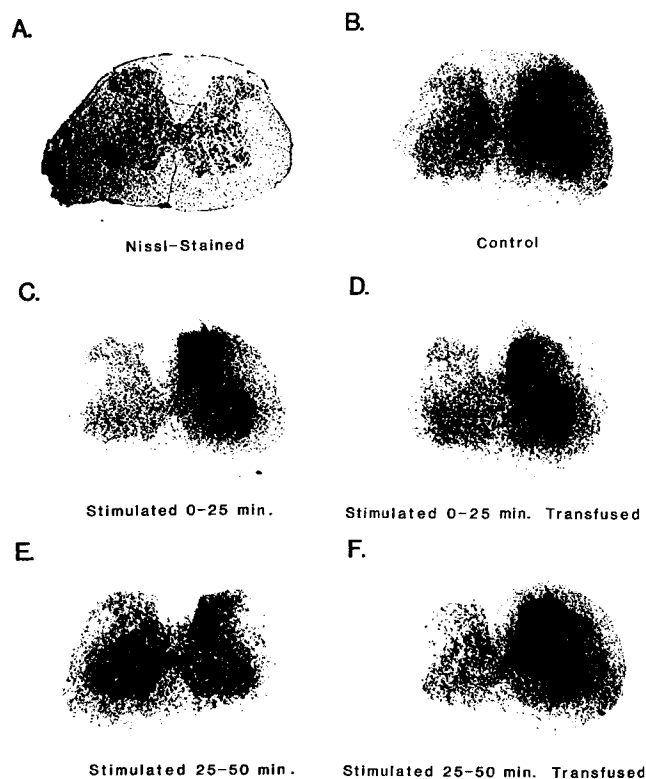 A.
B.
Nissl-Stained
Control
C.
D.
Stimulated 0-25 min.
Stimulated 0-25 min. Transfused
E.
F.
Stimulated 25-50 min.
Stimulated 25-50 min. Transfused